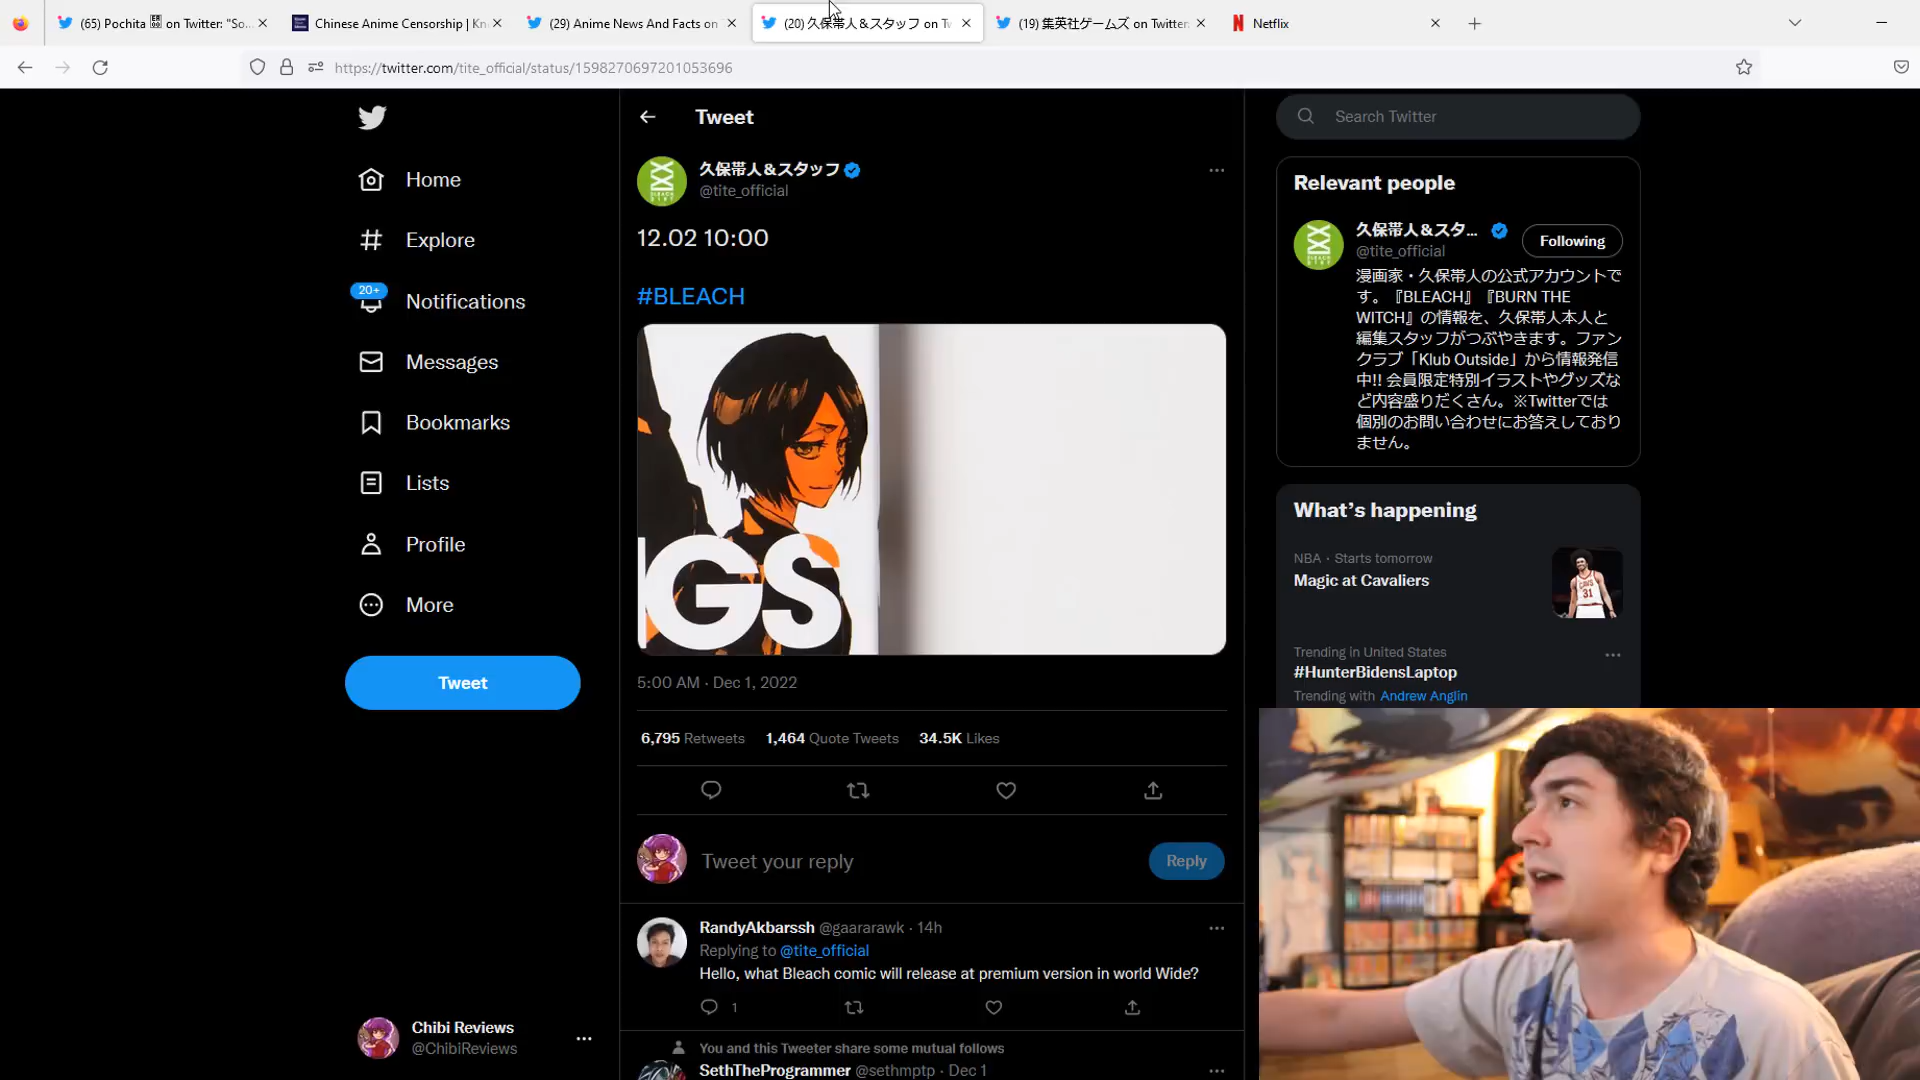 (65) Pochita on Twitter: "So...
Chinese Anime Censorship | Kn
(29) Anime News And Facts on
(20) 久保帯人&スタッフ on Tw
(19) 集英社ゲームズ on Twitter:
Netflix
https://twitter.com/tite_official/status/1598270697201053696
Home
Explore
20+
Notifications
Messages
Bookmarks
Lists
Profile
More
Tweet
Chibi Reviews
@ChibiReviews
Tweet
久保帯人&スタッフ
@tite_official
12.02 10:00
#BLEACH
GS
5:00 AM · Dec 1, 2022
6,795 Retweets 1,464 Quote Tweets 34.5K Likes
Tweet your reply
Reply
RandyAkbarssh @gaararawk · 14h
Replying to @tite_official
Hello, what Bleach comic will release at premium version in world Wide?
1
You and this Tweeter share some mutual follows
SethTheProgrammer @sethmptp · Dec 1
Search Twitter
Relevant people
久保帯人&スタ...
@tite_official
Following
漫画家・久保帯人の公式アカウントで
す。『BLEACH』『BURN THE
WITCH』の情報を、久保帯人本人と
編集スタッフがつぶやきます。ファン
クラブ「Klub Outside」から情報発信
中!! 会員限定特別イラストやグッズな
ど内容盛りだくさん。※Twitterでは
個別のお問い合わせにお答えしており
ません。
What's happening
NBA · Starts tomorrow
Magic at Cavaliers
CAVS
31
Trending in United States
#HunterBidensLaptop
Trending with Andrew Anglin